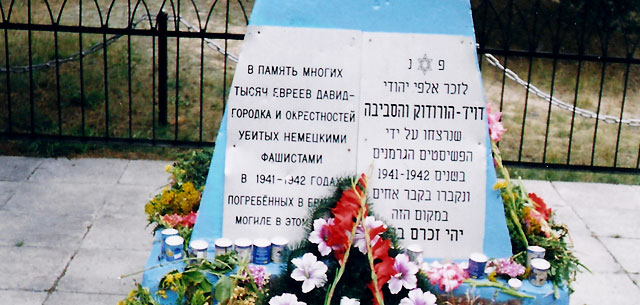 В ПАМЯТЬ МНОГИХ
ТЫСЯЧ ЕВРЕЕВ ДАВИД-
ГОРОДКА И ОКРЕСТНОСТЕЙ
УБИТЫХ НЕМЕЦКИМИ
ФАШИСТАМИ
В 1941-1942 ГОДАХ
ПОГРЕБЁННЫХ В
МОГИЛЕ В ЭТОМ
פ נ
לזכר אלפי יהודי
דויד-הורודוק והסביבה
שנרצחו על ידי
הפשיסטים הגרמנים
בשנים 1941-1942
ונקברו בקבר אחים
במקום הזה
יהי זכרם